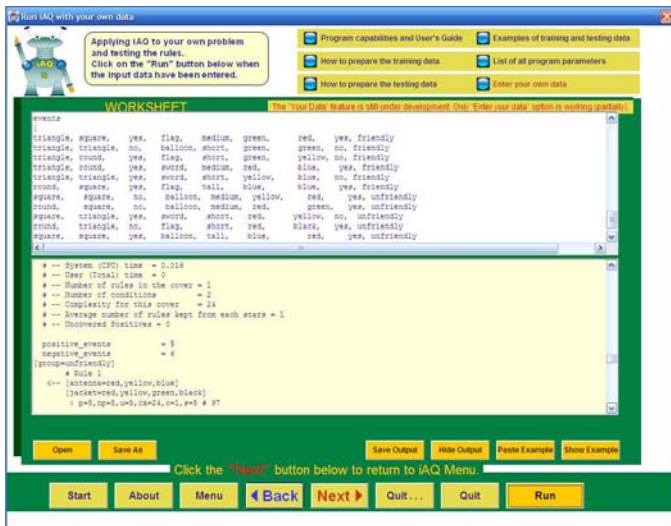 Run iAQ with your own data
iAQ
Applying iAQ to your own problem
and testing the rules.
Click on the "Run" button below when
the input data have been entered.
Program capabilities and User's Guide
Examples of training and testing data
How to prepare the training data
List of all program parameters
How to prepare the testing data
Enter your own data
WORKSHEET
The "Your Data" feature is still under development. Only "Enter your data" option is working (partially).
events
{
triangle, square, yes, flag, medium, green, red, yes, friendly
triangle, triangle, no, balloon, short, green, green, no, friendly
triangle, round, yes, flag, short, green, yellow, no, friendly
triangle, round, yes, sword, medium, red, blue, yes, friendly
triangle, triangle, yes, sword, short, yellow, blue, no, friendly
round, square, yes, flag, tall, blue, blue, yes, friendly
square, square, no, balloon, medium, yellow, red, yes, unfriendly
round, square, no, balloon, medium, red, green, yes, unfriendly
square, triangle, yes, sword, short, red, yellow, no, unfriendly
round, triangle, no, flag, short, red, black, yes, unfriendly
square, square, yes, balloon, tall, blue, red, yes, unfriendly
# -- System (CPU) time = 0.016
# -- User (Total) time = 0
# -- Number of rules in the cover = 1
# -- Number of conditions = 2
# -- Complexity for this cover = 24
# -- Average number of rules kept from each stars = 1
# -- Uncovered Positives = 0
positive_events = 5
negative_events = 6
[group=unfriendly]
# Rule 1
<-- [antenna=red,yellow,blue]
[jacket=red,yellow,green,black]
: p=5,np=5,u=5,cx=24,c=1,s=5 # 97
Open
Save As
Save Output
Hide Output
Paste Example
Show Example
Click the "Next" button below to return to iAQ Menu.
Start
About
Menu
Back
Next
Quit...
Quit
Run